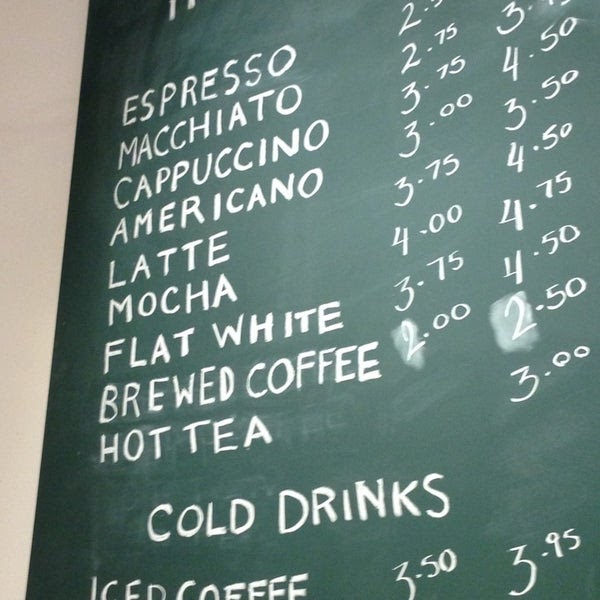 ESPRESSO
MACCHIATO 2.75
CAPPUCCINO 3.75 4.50
AMERICANO 3.00 3.50
LATTE 3.75 4.50
MOCHA 4.00 4.75
FLAT WHITE 3.75 4.50
BREWED COFFEE 2.00 2.50
HOT TEA 3.00
COLD DRINKS
ICED COFFEE 3.50 3.95